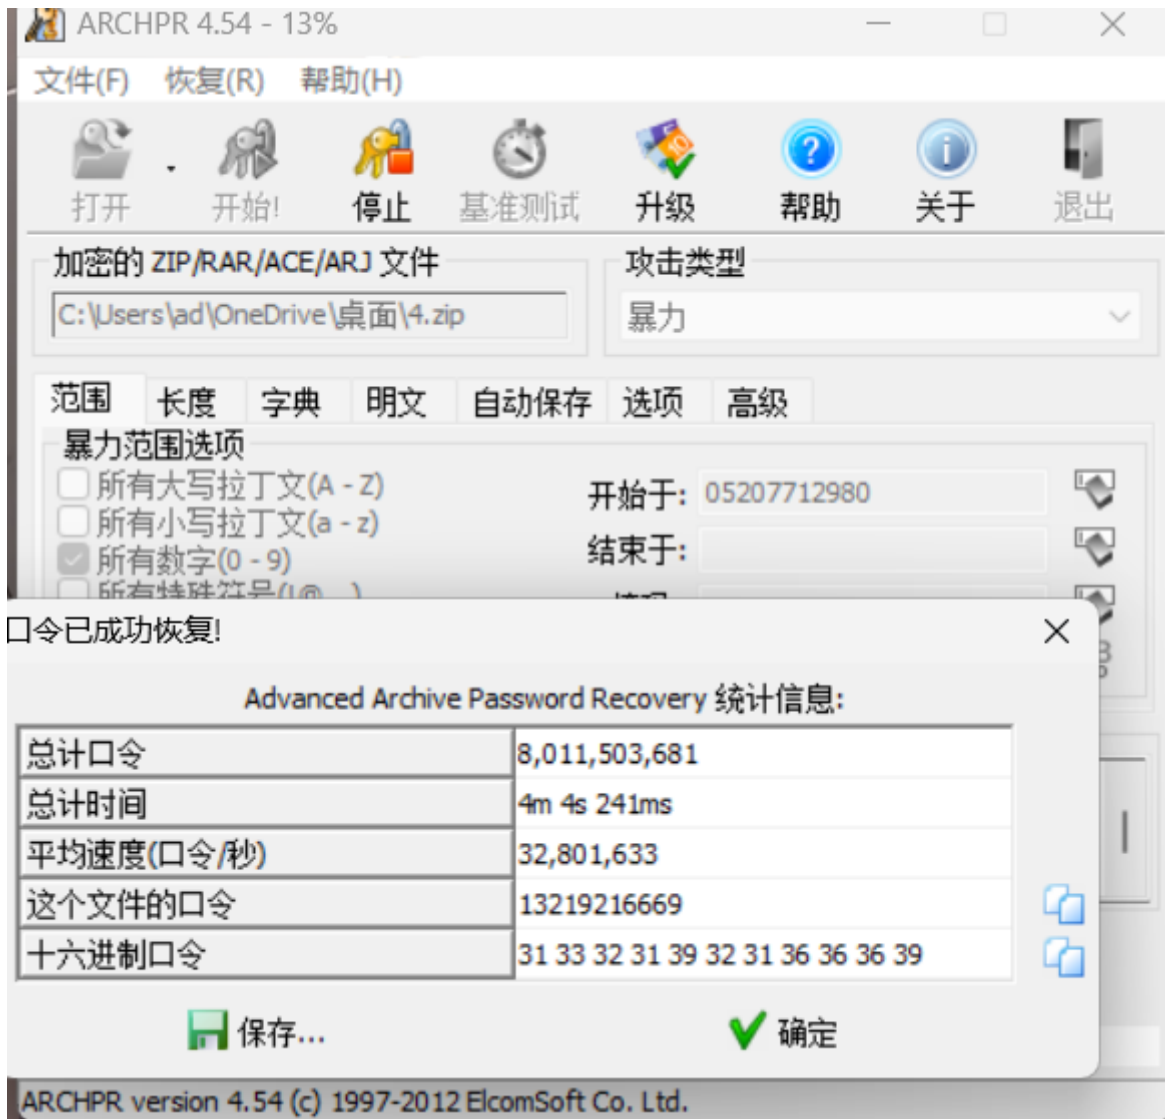 ARCHPR 4.54 - 13%
文件(F) 恢复(R) 帮助(H)
打开 开始! 停止 基准测试 升级 帮助 关于 退出
加密的 ZIP/RAR/ACE/ARJ 文件 攻击类型
C:\Users\ad\OneDrive\桌面\4.zip 暴力
范围 长度 字典 明文 自动保存 选项 高级
暴力范围选项
所有大写拉丁文(A - Z) 开始于: 05207712980
所有小写拉丁文(a - z)
结束于:
所有数字(0 - 9)
口令已成功恢复!
Advanced Archive Password Recovery 统计信息:
总计口令 8,011,503,681
总计时间 4m 4s 241ms
平均速度(口令/秒) 32,801,633
这个文件的口令 13219216669
十六进制口令 31 33 32 31 39 32 31 36 36 36 39
保存... 确定
ARCHPR version 4.54 (c) 1997-2012 ElcomSoft Co. Ltd.